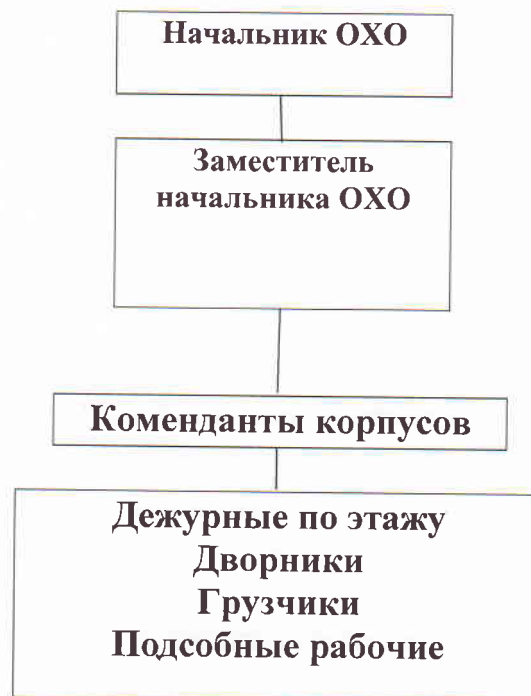 Начальник ОХО
Заместитель
начальника ОХО
Коменданты корпусов
Дежурные по этажу
Дворники
Грузчики
Подсобные рабочие